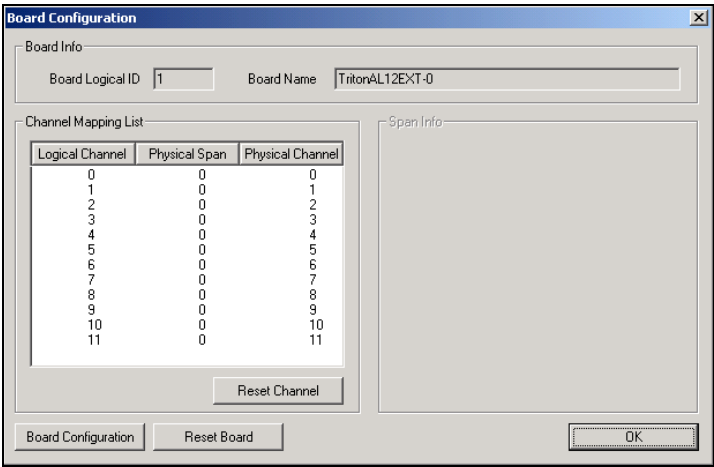 Board Configuration
Board Info
Board Logical ID 1 Board Name TritonAL12EXT-0
Channel Mapping List
Logical Channel Physical Span Physical Channel
0 0 0
1 0 1
2 0 2
3 0 3
4 0 4
5 0 5
6 0 6
7 0 7
8 0 8
9 0 9
10 0 10
11 0 11
Reset Channel
Span Info
Board Configuration Reset Board OK